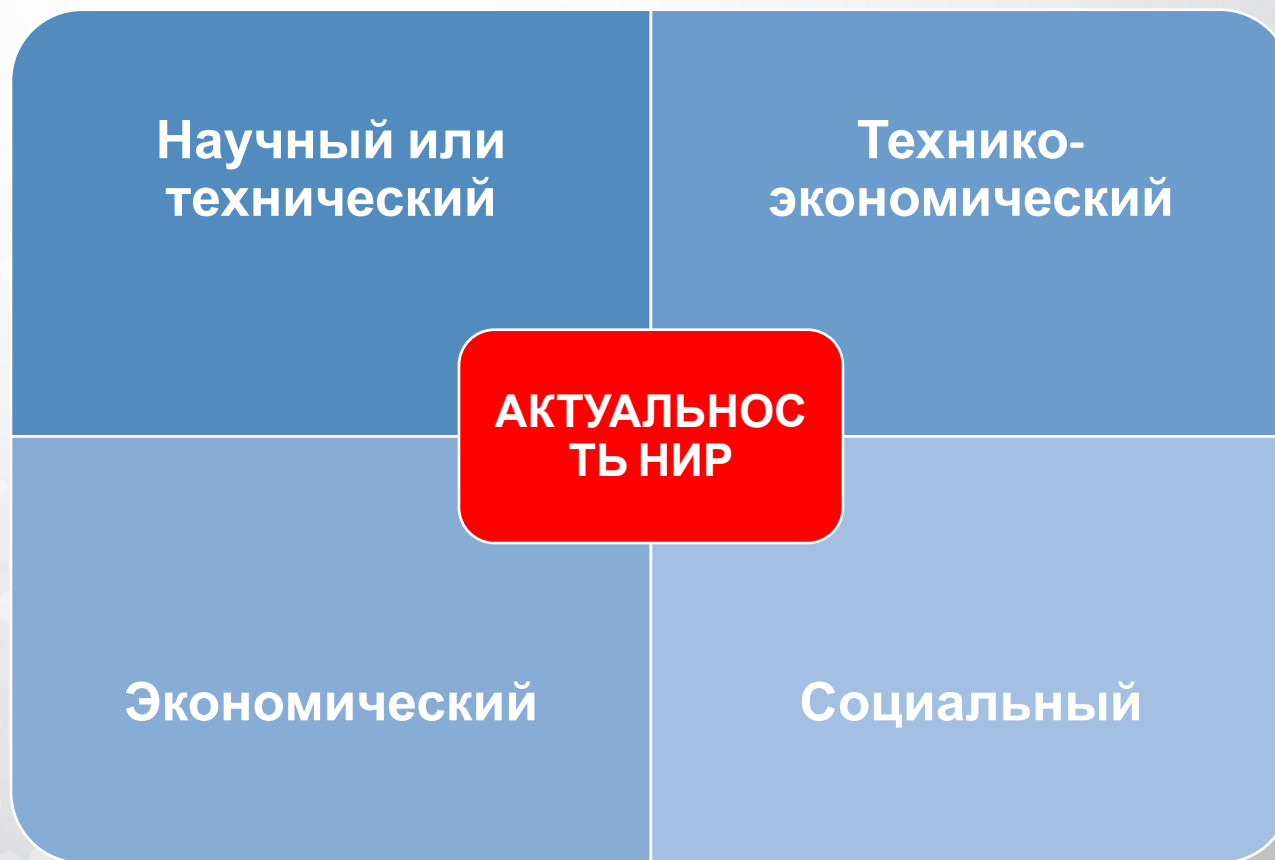 Научный или
технический
Технико-
экономический
АКТУАЛЬНОС
ТЬ НИР
Экономический
Социальный